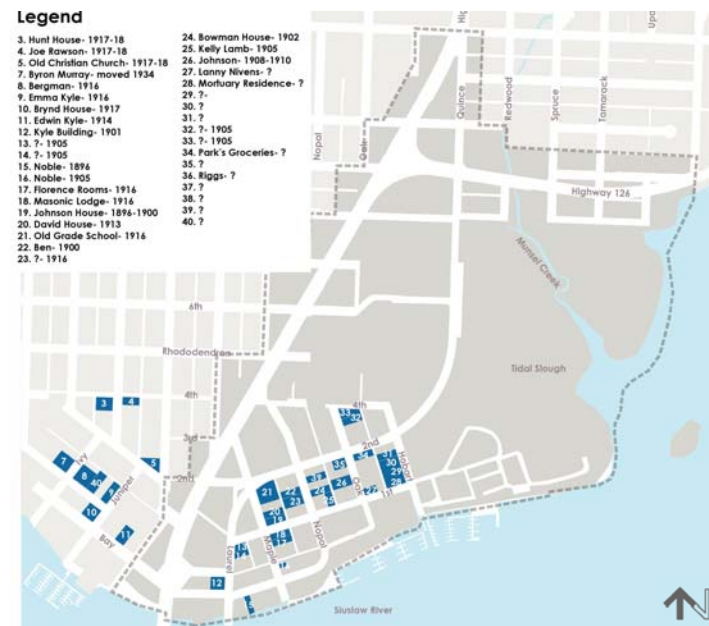 Legend
3. Hunt House- 1917-18
4. Joe Rawson- 1917-18
5. Old Christian Church- 1917-18
7. Byron Murray- moved 1934
8. Bergman- 1916
9. Emma Kyle- 1916
10. Brynd House- 1917
11. Edwin Kyle- 1914
12. Kyle Building- 1901
13. ?- 1905
14. ?- 1905
15. Noble- 1896
16. Noble- 1905
17. Florence Rooms- 1916
18. Masonic Lodge- 1916
19. Johnson House- 1896-1900
20. David House- 1913
21. Old Grade School- 1916
22. Ben- 1900
23. ?- 1916
24. Bowman House- 1902
25. Kelly Lamb- 1905
26. Johnson- 1908-1910
27. Lanny Nivens- ?
28. Mortuary Residence- ?
29. ?-
30. ?
31. ?
32. ?- 1905
33. ?- 1905
34. Park's Groceries- ?
35. ?
36. Riggs- ?
37. ?
38. ?
39. ?
40. ?
Nopal
Oak
Quince
Redwood
Spruce
Tamarack
Highway 126
Munsel Creek
Tidal Slough
6th
Rhododendron
4th
3rd
2nd
3
4
5
7
8
40
10
11
Ivy
Juniper
Bay
4th
33
32
2nd
31
30
29
28
Hobart
35
26
Oak
1st
21
22
23
24
25
20
19
18
17
Maple
Nopal
Laurel
12
Siuslaw River
N